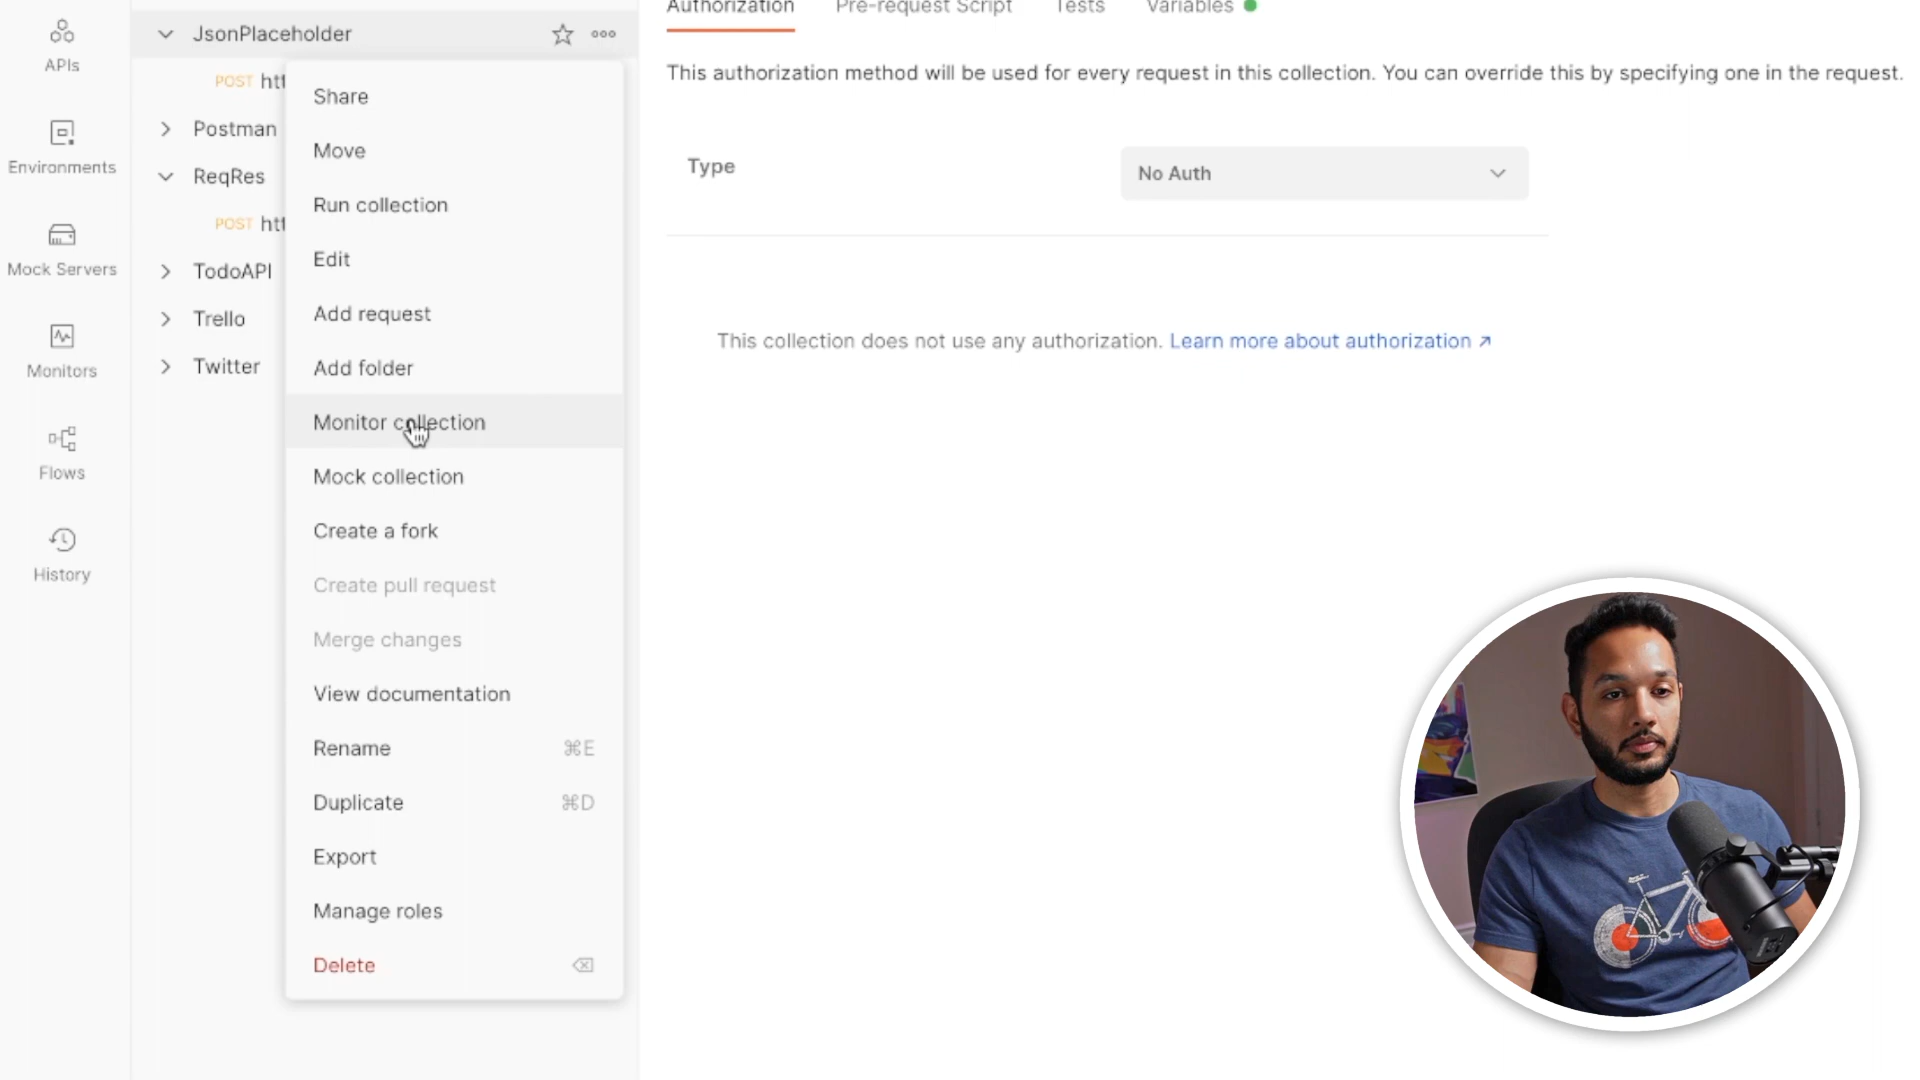 APIs
Environments
Mock Servers
Monitors
Flows
History
JsonPlaceholder
POST htt
Postman
ReqRes
POST htt
TodoAPI
Trello
Twitter
Share
Move
Run collection
Edit
Add request
Add folder
Monitor collection
Mock collection
Create a fork
Create pull request
Merge changes
View documentation
Rename ⌘E
Duplicate ⌘D
Export
Manage roles
Delete
Authorization Pre-request Script Tests Variables
This authorization method will be used for every request in this collection. You can override this by specifying one in the request.
Type No Auth
This collection does not use any authorization. Learn more about authorization ↗